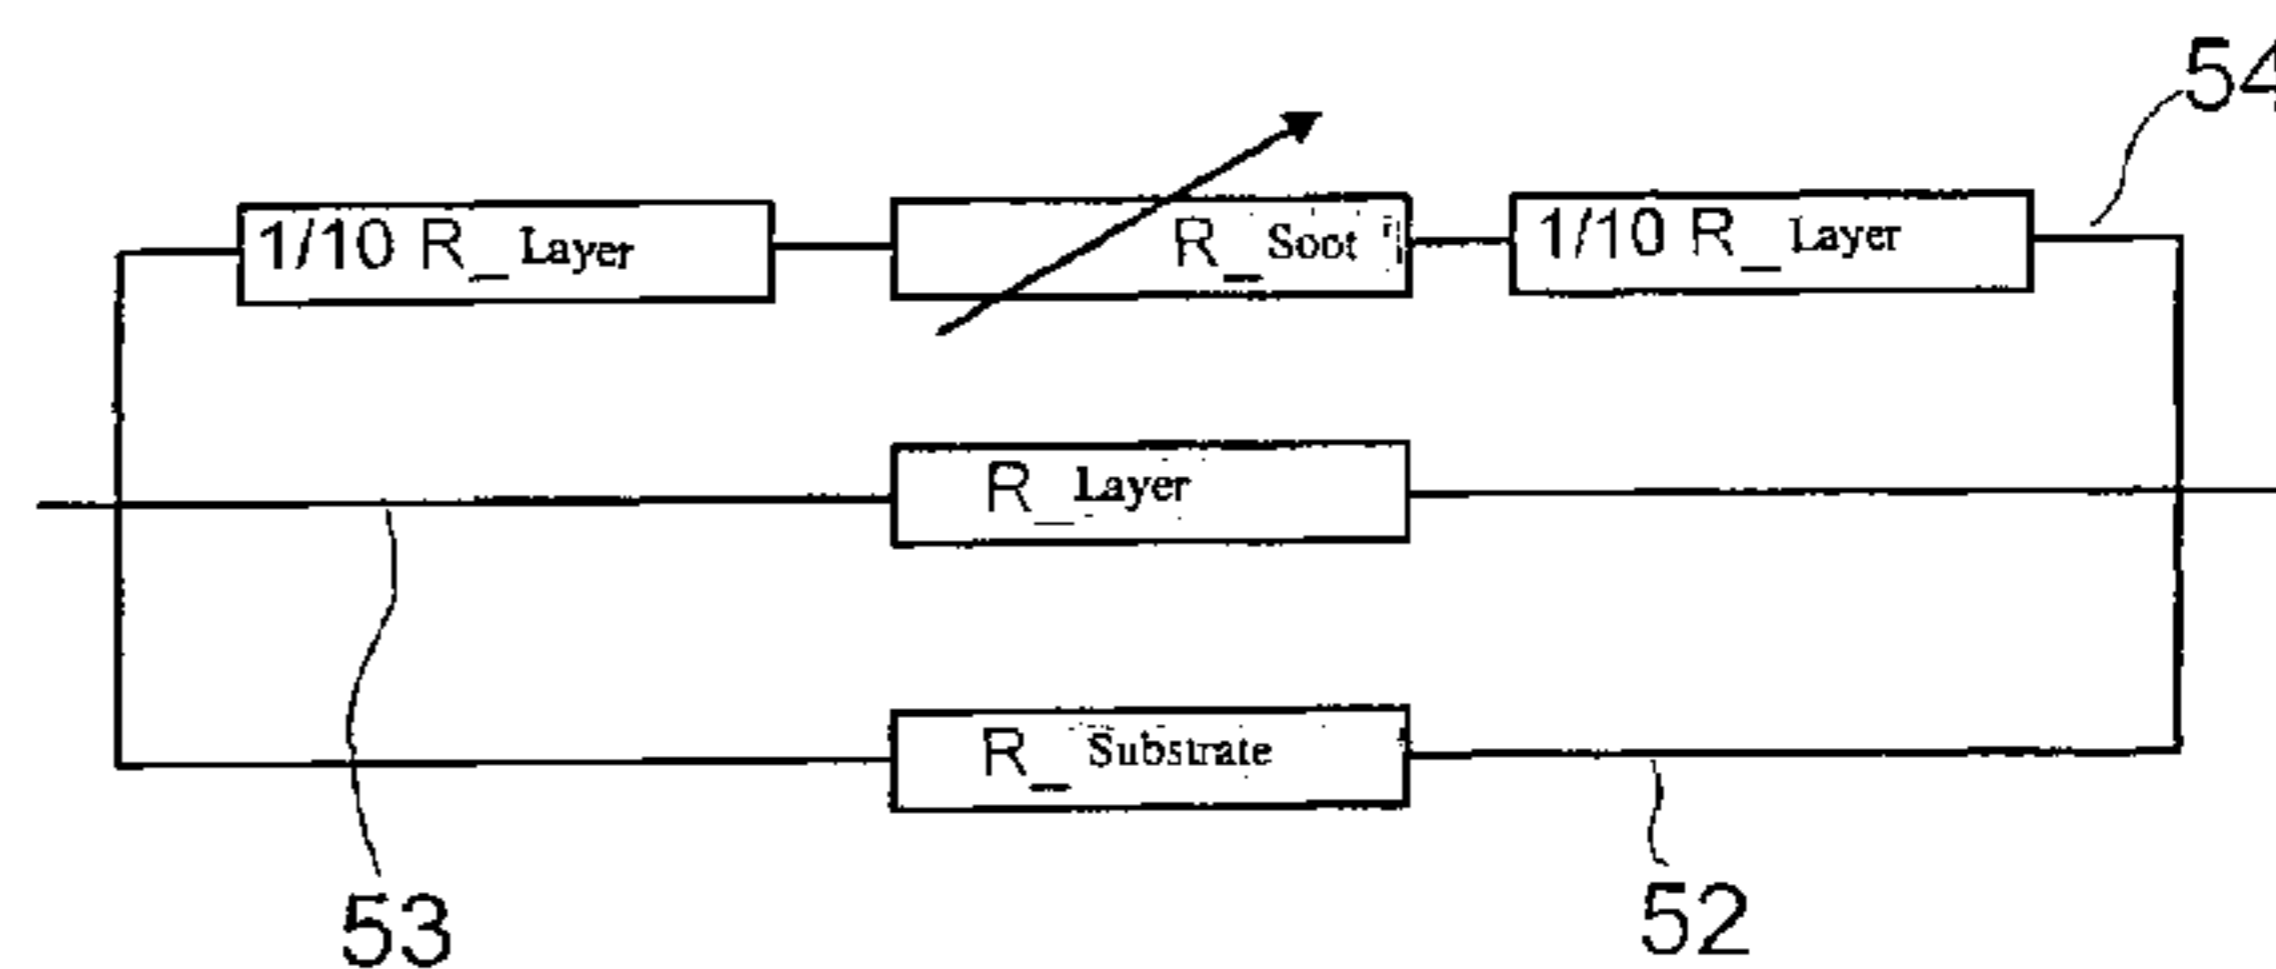 54
1/10 R_Layer
R_Soot
1/10 R_Layer
R_Layer
R_Substrate
53
52